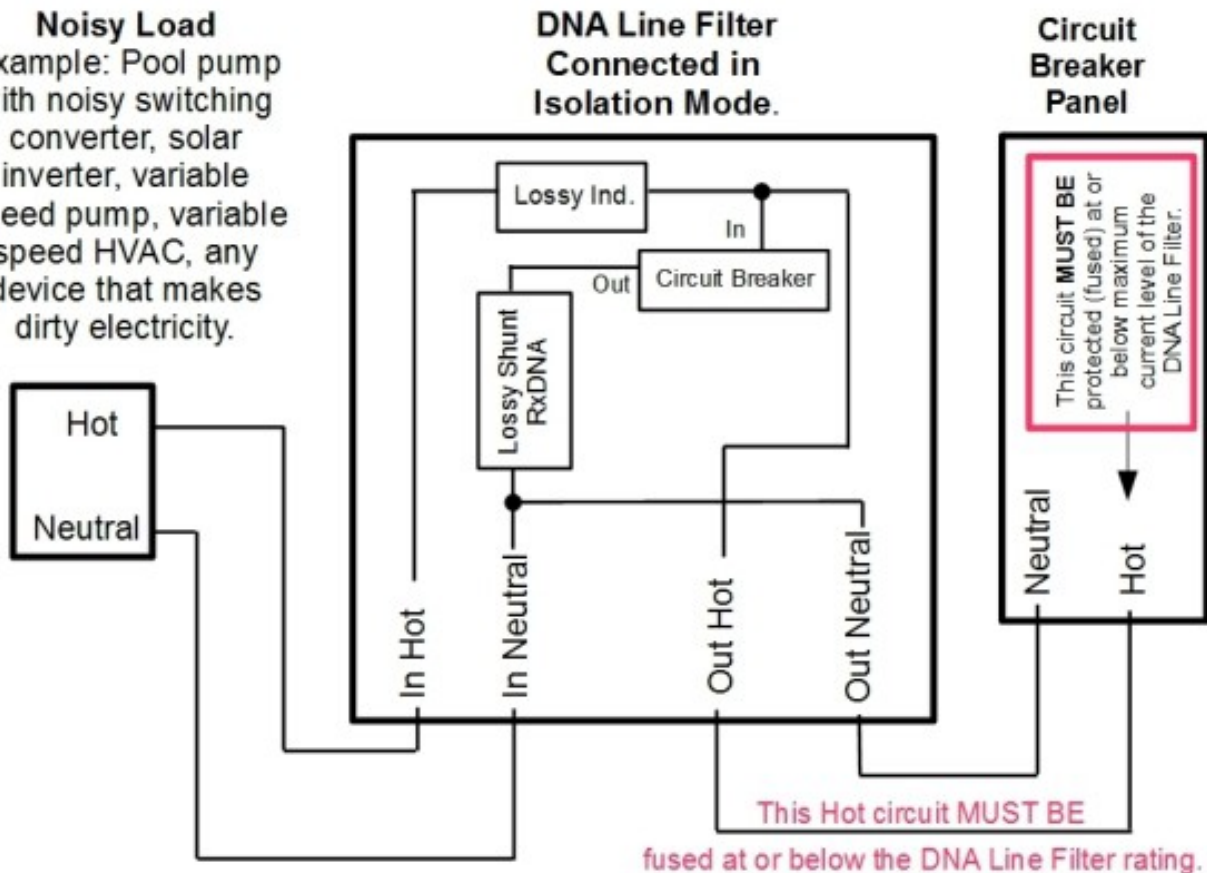 Noisy Load
xample: Pool pump
ith noisy switching
converter, solar
inverter, variable
eed pump, variable
speed HVAC, any
device that makes
dirty electricity.
Hot
Neutral
DNA Line Filter
Connected in
Isolation Mode.
Lossy Ind.
In
Circuit Breaker
Out
Lossy Shunt
RxDNA
In Hot
In Neutral
Out Hot
Out Neutral
Circuit
Breaker
Panel
This circuit MUST BE
protected (fused) at or
below maximum
current level of the
DNA Line Filter.
Neutral
Hot
This Hot circuit MUST BE
fused at or below the DNA Line Filter rating.